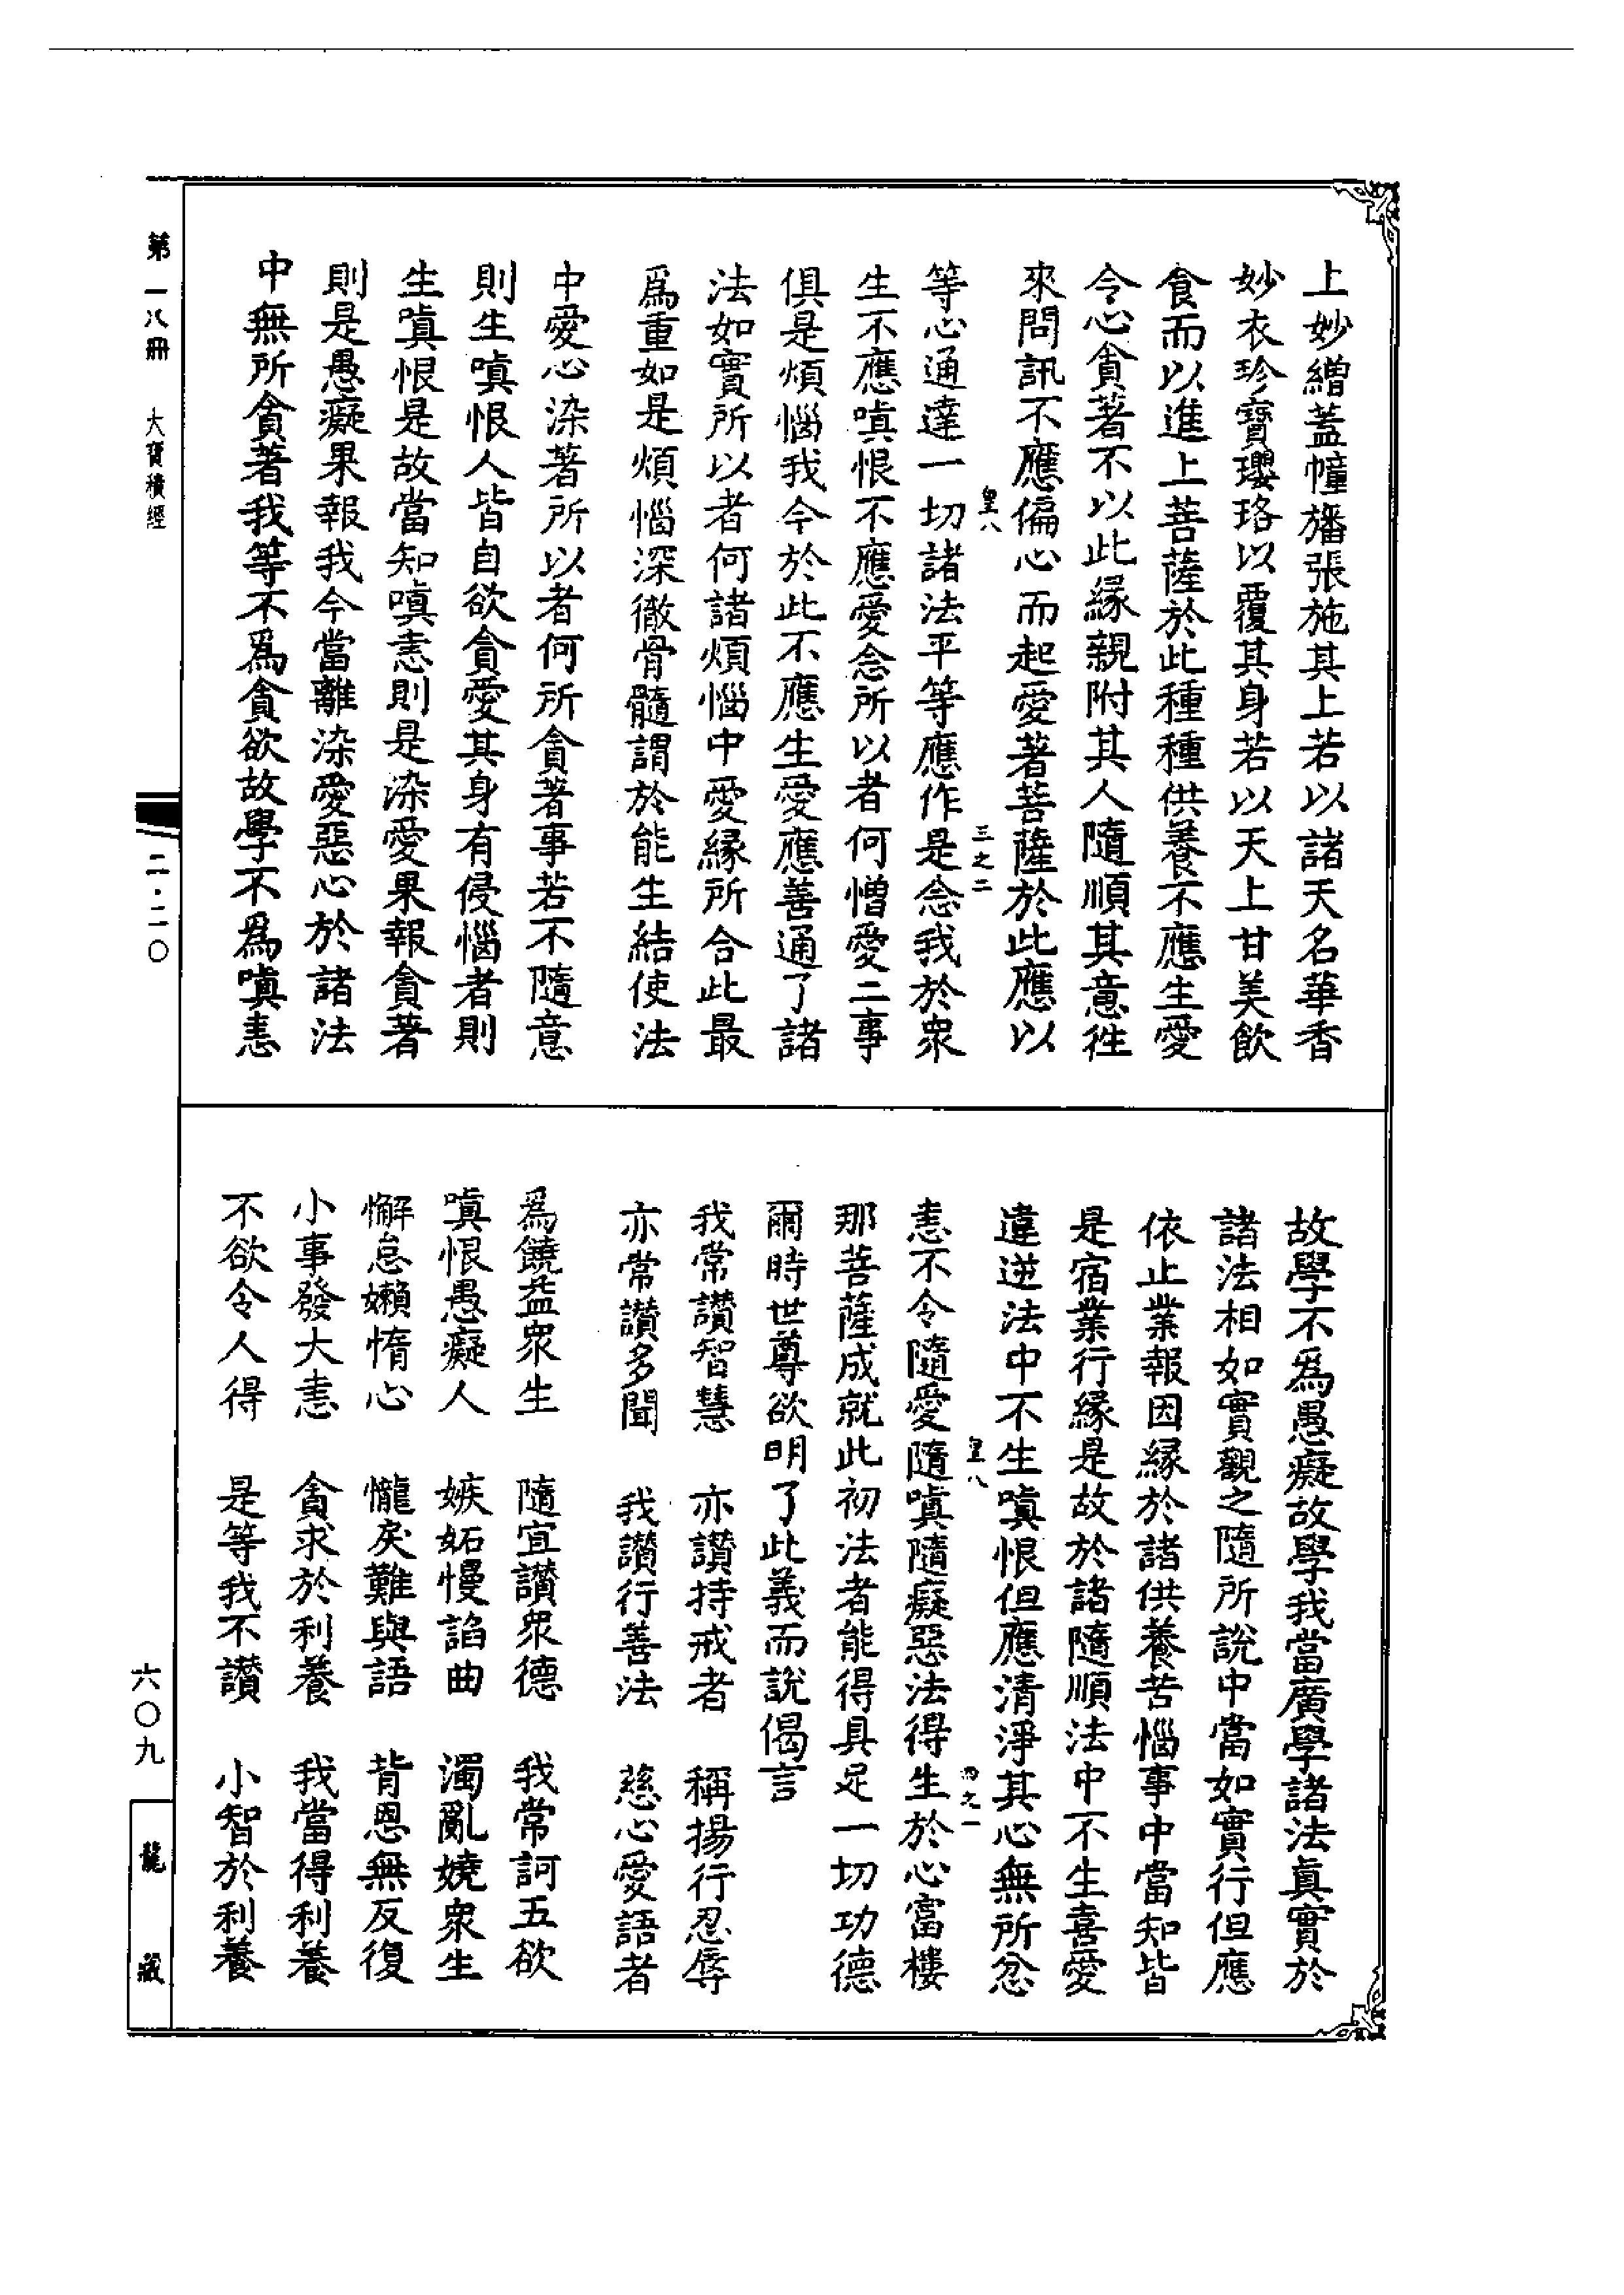 上妙繒蓋幢旛張施其上若以諸天名華香
妙衣珍寶瓔珞以覆其身若以天上甘美飲
食而以進上菩薩於此種種供養不應生愛
令心貪著不以此緣親附其人隨順其意徃
來問訊不應偏心而起愛著菩薩於此應以
皇八
三之二
等心通達一切諸法平等應作是念我於衆
生不應嗔恨不應愛念所以者何憎愛二事
俱是煩惱我今於此不應生愛應善通了諸
法如實所以者何諸煩惱中愛緣所合此最
爲重如是煩惱深徹骨髓謂於能生結使法
中愛心染著所以者何所貪著事若不隨意
則生嗔恨人皆自欲貪愛其身有侵惱者則
生嗔恨是故當知嗔恚則是染愛果報貪著
則是愚癡果報我今當離染愛惡心於諸法
中無所貪著我等不爲貪欲故學不爲嗔恚
故學不爲愚癡故學我當廣學諸法真實於
諸法相如實觀之隨所說中當如實行但應
依止業報因緣於諸供養苦惱事中當知皆
是宿業行緣是故於諸隨順法中不生喜愛
違逆法中不生嗔恨但應清淨其心無所忿
皇八
四之一
恚不令隨愛隨嗔隨癡惡法得生於心富樓
那菩薩成就此初法者能得具足一切功德
爾時世尊欲明了此義而說偈言
我常讃智慧　亦讃持戒者　稱揚行忍辱
亦常讃多聞　我讃行善法　慈心愛語者
爲饒益衆生　隨宜讃衆德　我常訶五欲
嗔恨愚癡人　嫉妬慢諂曲　濁亂嬈衆生
懈怠嬾惰心　𢤱戾難與語　背恩無反復
小事發大恚　貪求於利養　我當得利養
不欲令人得　是等我不讃　小智於利養
第一八冊　大寶積經
二·二〇
六〇九
龍藏